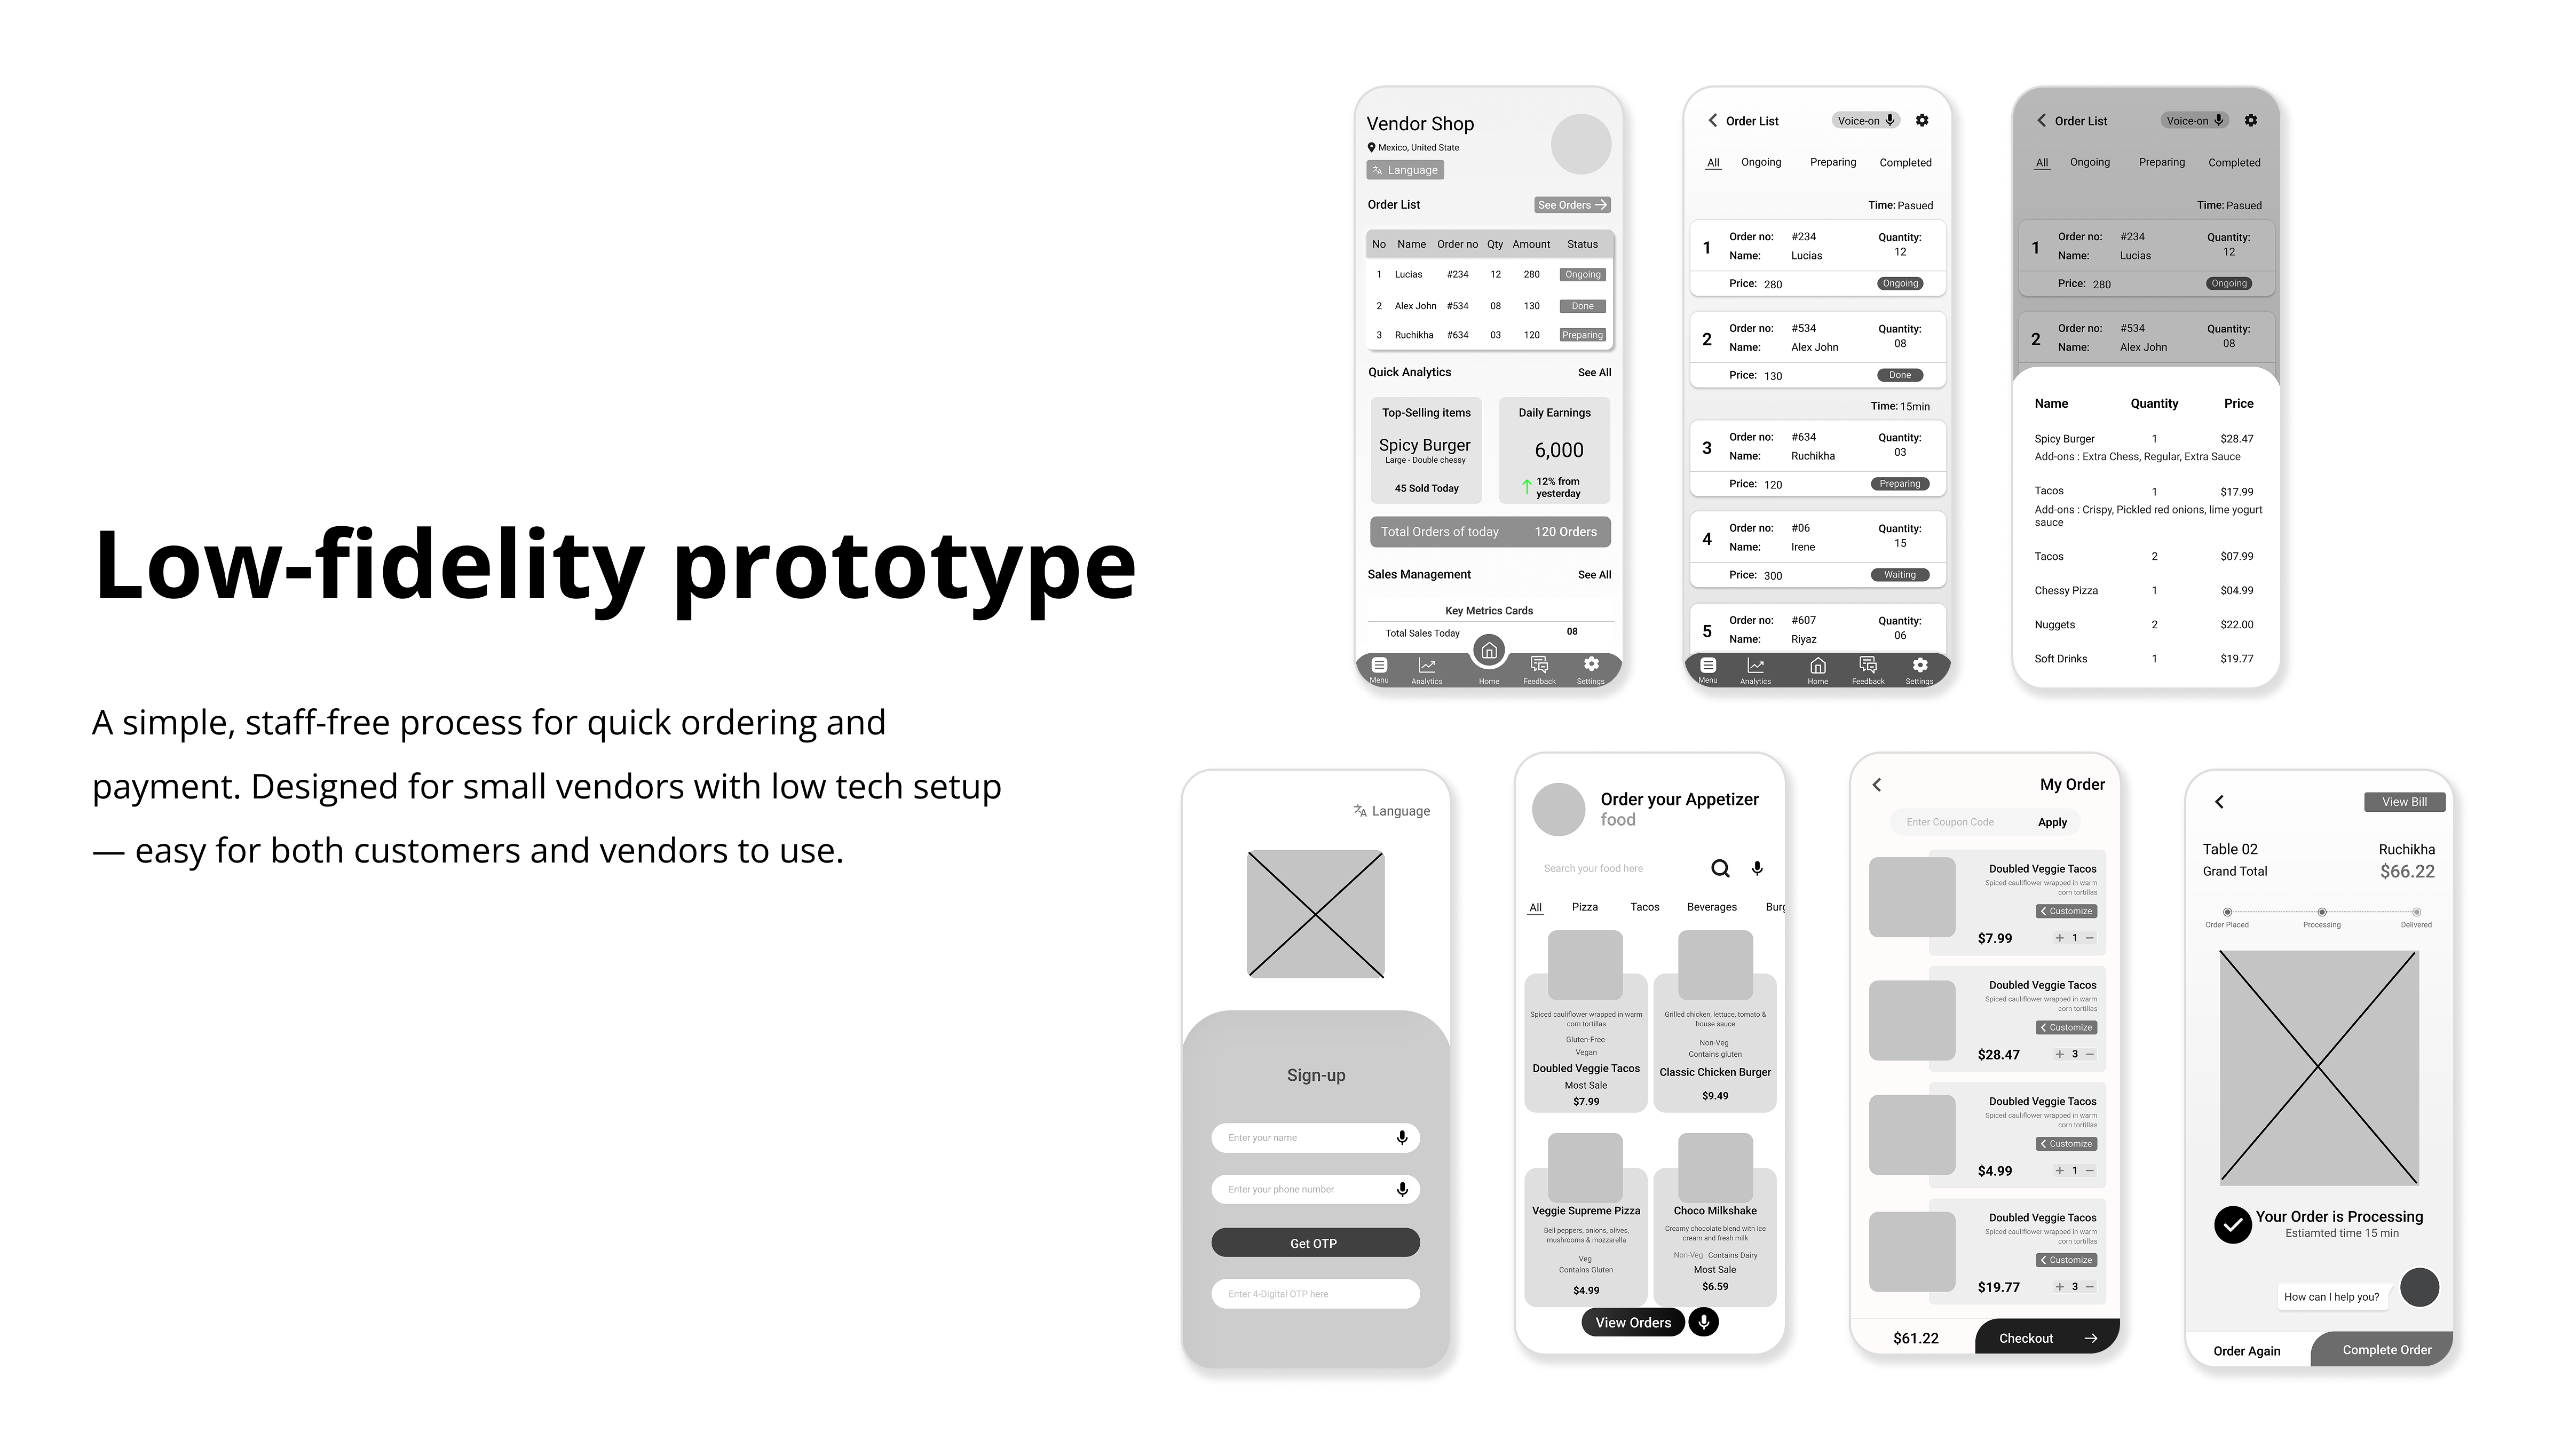 Low-fidelity prototype
A simple, staff-free process for quick ordering and
payment. Designed for small vendors with low tech setup
— easy for both customers and vendors to use.
Vendor Shop
Mexico, United State
Language
Order List
See Orders
No Name Order no Qty Amount Status
1 Lucias #234 12 280 Ongoing
2 Alex John #534 08 130 Done
3 Ruchikha #634 03 120 Preparing
Quick Analytics See All
Top-Selling items
Spicy Burger
Large - Double chessy
45 Sold Today
Daily Earnings
6,000
12% from
yesterday
Total Orders of today 120 Orders
Sales Management See All
Key Metrics Cards
Total Sales Today 08
Menu Analytics Home Feedback Settings
Order List Voice-on
All Ongoing Preparing Completed
Time: Pasued
1 Order no: #234 Quantity:
Name: Lucias 12
Price: 280 Ongoing
2 Order no: #534 Quantity:
Name: Alex John 08
Price: 130 Done
Time: 15min
3 Order no: #634 Quantity:
Name: Ruchikha 03
Price: 120 Preparing
4 Order no: #06 Quantity:
Name: Irene 15
Price: 300 Waiting
5 Order no: #607 Quantity:
Name: Riyaz 06
Menu Analytics Home Feedback Settings
Order List Voice-on
All Ongoing Preparing Completed
Time: Pasued
1 Order no: #234 Quantity:
Name: Lucias 12
Price: 280 Ongoing
2 Order no: #534 Quantity:
Name: Alex John 08
Name Quantity Price
Spicy Burger 1 $28.47
Add-ons : Extra Chess, Regular, Extra Sauce
Tacos 1 $17.99
Add-ons : Crispy, Pickled red onions, lime yogurt
sauce
Tacos 2 $07.99
Chessy Pizza 1 $04.99
Nuggets 2 $22.00
Soft Drinks 1 $19.77
Language
Sign-up
Enter your name
Enter your phone number
Get OTP
Enter 4-Digital OTP here
Order your Appetizer
food
Search your food here
All Pizza Tacos Beverages Burg
Spiced cauliflower wrapped in warm
corn tortillas
Gluten-Free
Vegan
Doubled Veggie Tacos
Most Sale
$7.99
Grilled chicken, lettuce, tomato &
house sauce
Non-Veg
Contains gluten
Classic Chicken Burger
$9.49
Veggie Supreme Pizza
Bell peppers, onions, olives,
mushrooms & mozzarella
Veg
Contains Gluten
$4.99
Choco Milkshake
Creamy chocolate blend with ice
cream and fresh milk
Non-Veg Contains Dairy
Most Sale
$6.59
View Orders
My Order
Enter Coupon Code Apply
Doubled Veggie Tacos
Spiced cauliflower wrapped in warm
corn tortillas
Customize
$7.99 + 1 −
Doubled Veggie Tacos
Spiced cauliflower wrapped in warm
corn tortillas
Customize
$28.47 + 3 −
Doubled Veggie Tacos
Spiced cauliflower wrapped in warm
corn tortillas
Customize
$4.99 + 1 −
Doubled Veggie Tacos
Spiced cauliflower wrapped in warm
corn tortillas
Customize
$19.77 + 3 −
$61.22 Checkout
View Bill
Table 02 Ruchikha
Grand Total $66.22
Order Placed Processing Delivered
Your Order is Processing
Estiamted time 15 min
How can I help you?
Order Again Complete Order